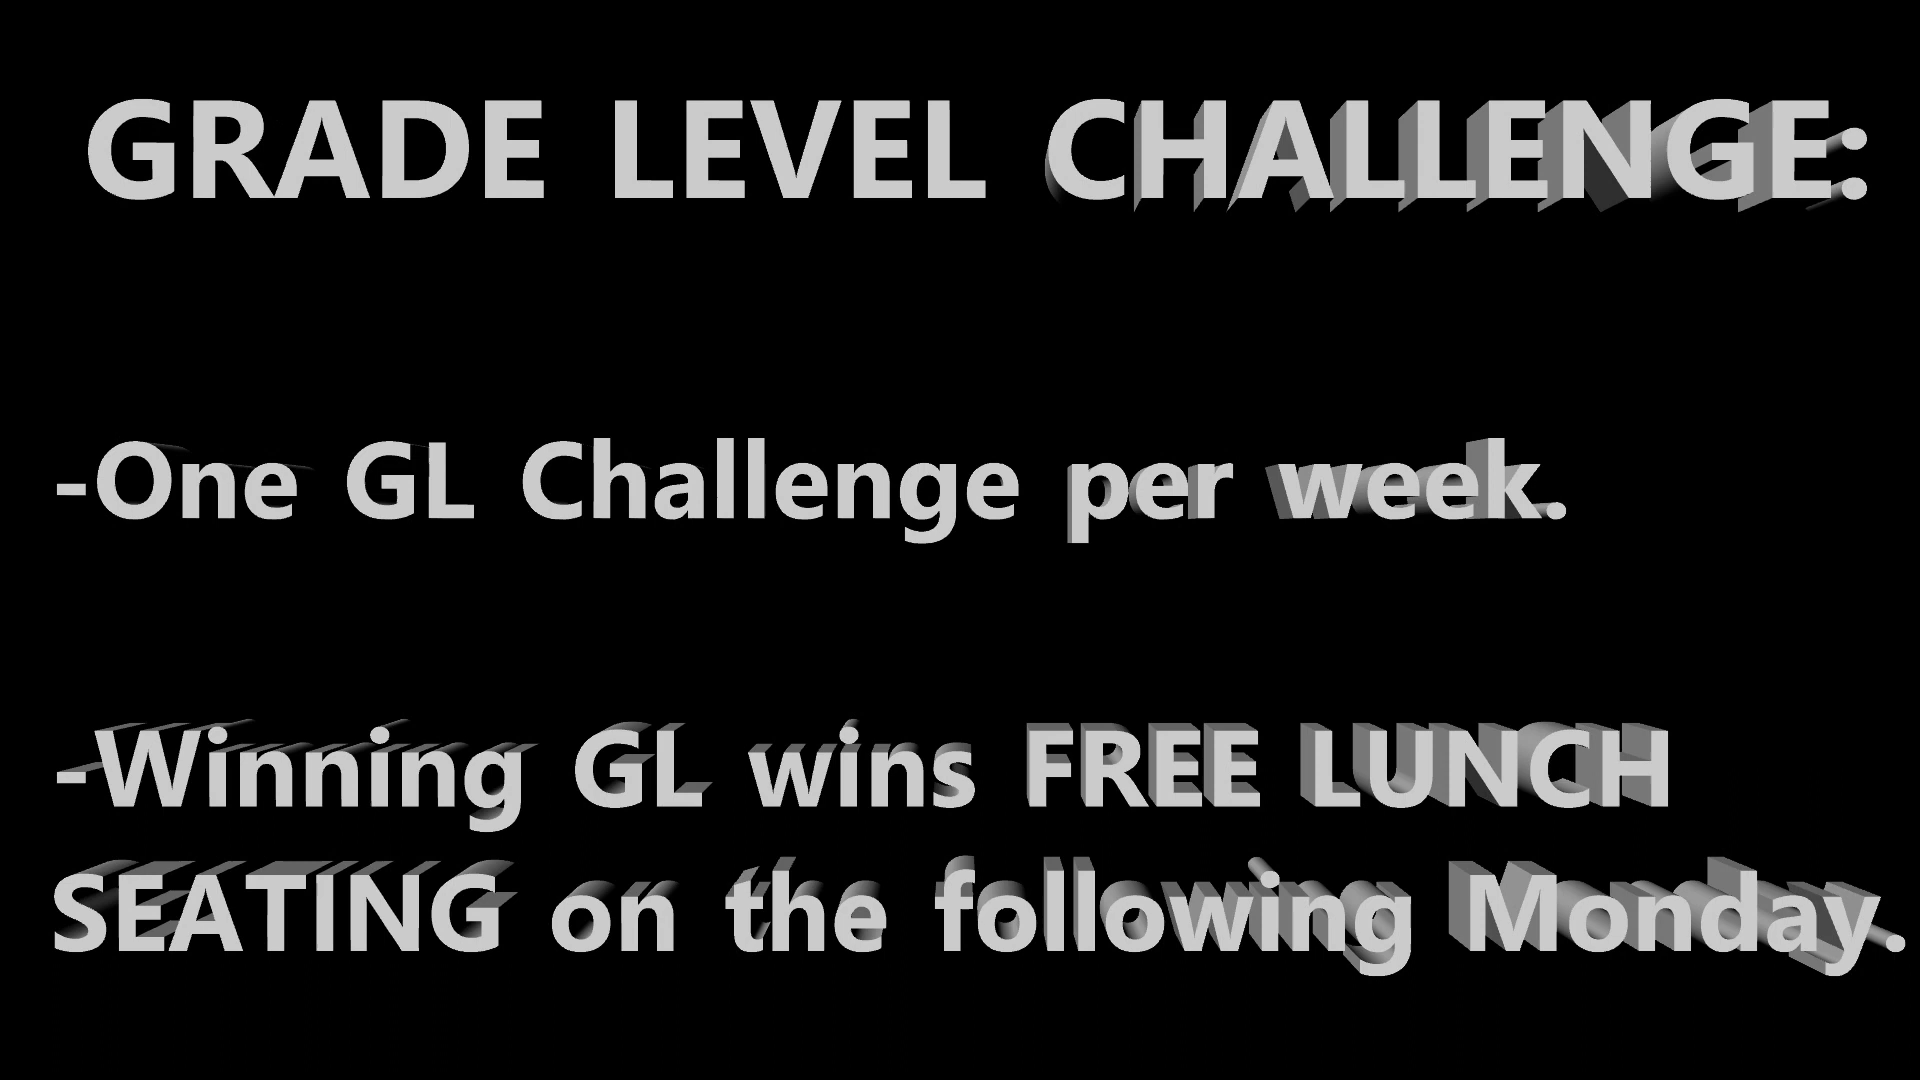 GRADE LEVEL CHALLENGE:
-One GL Challenge per week.
-Winning GL wins FREE LUNCH
SEATING on the following Monday.